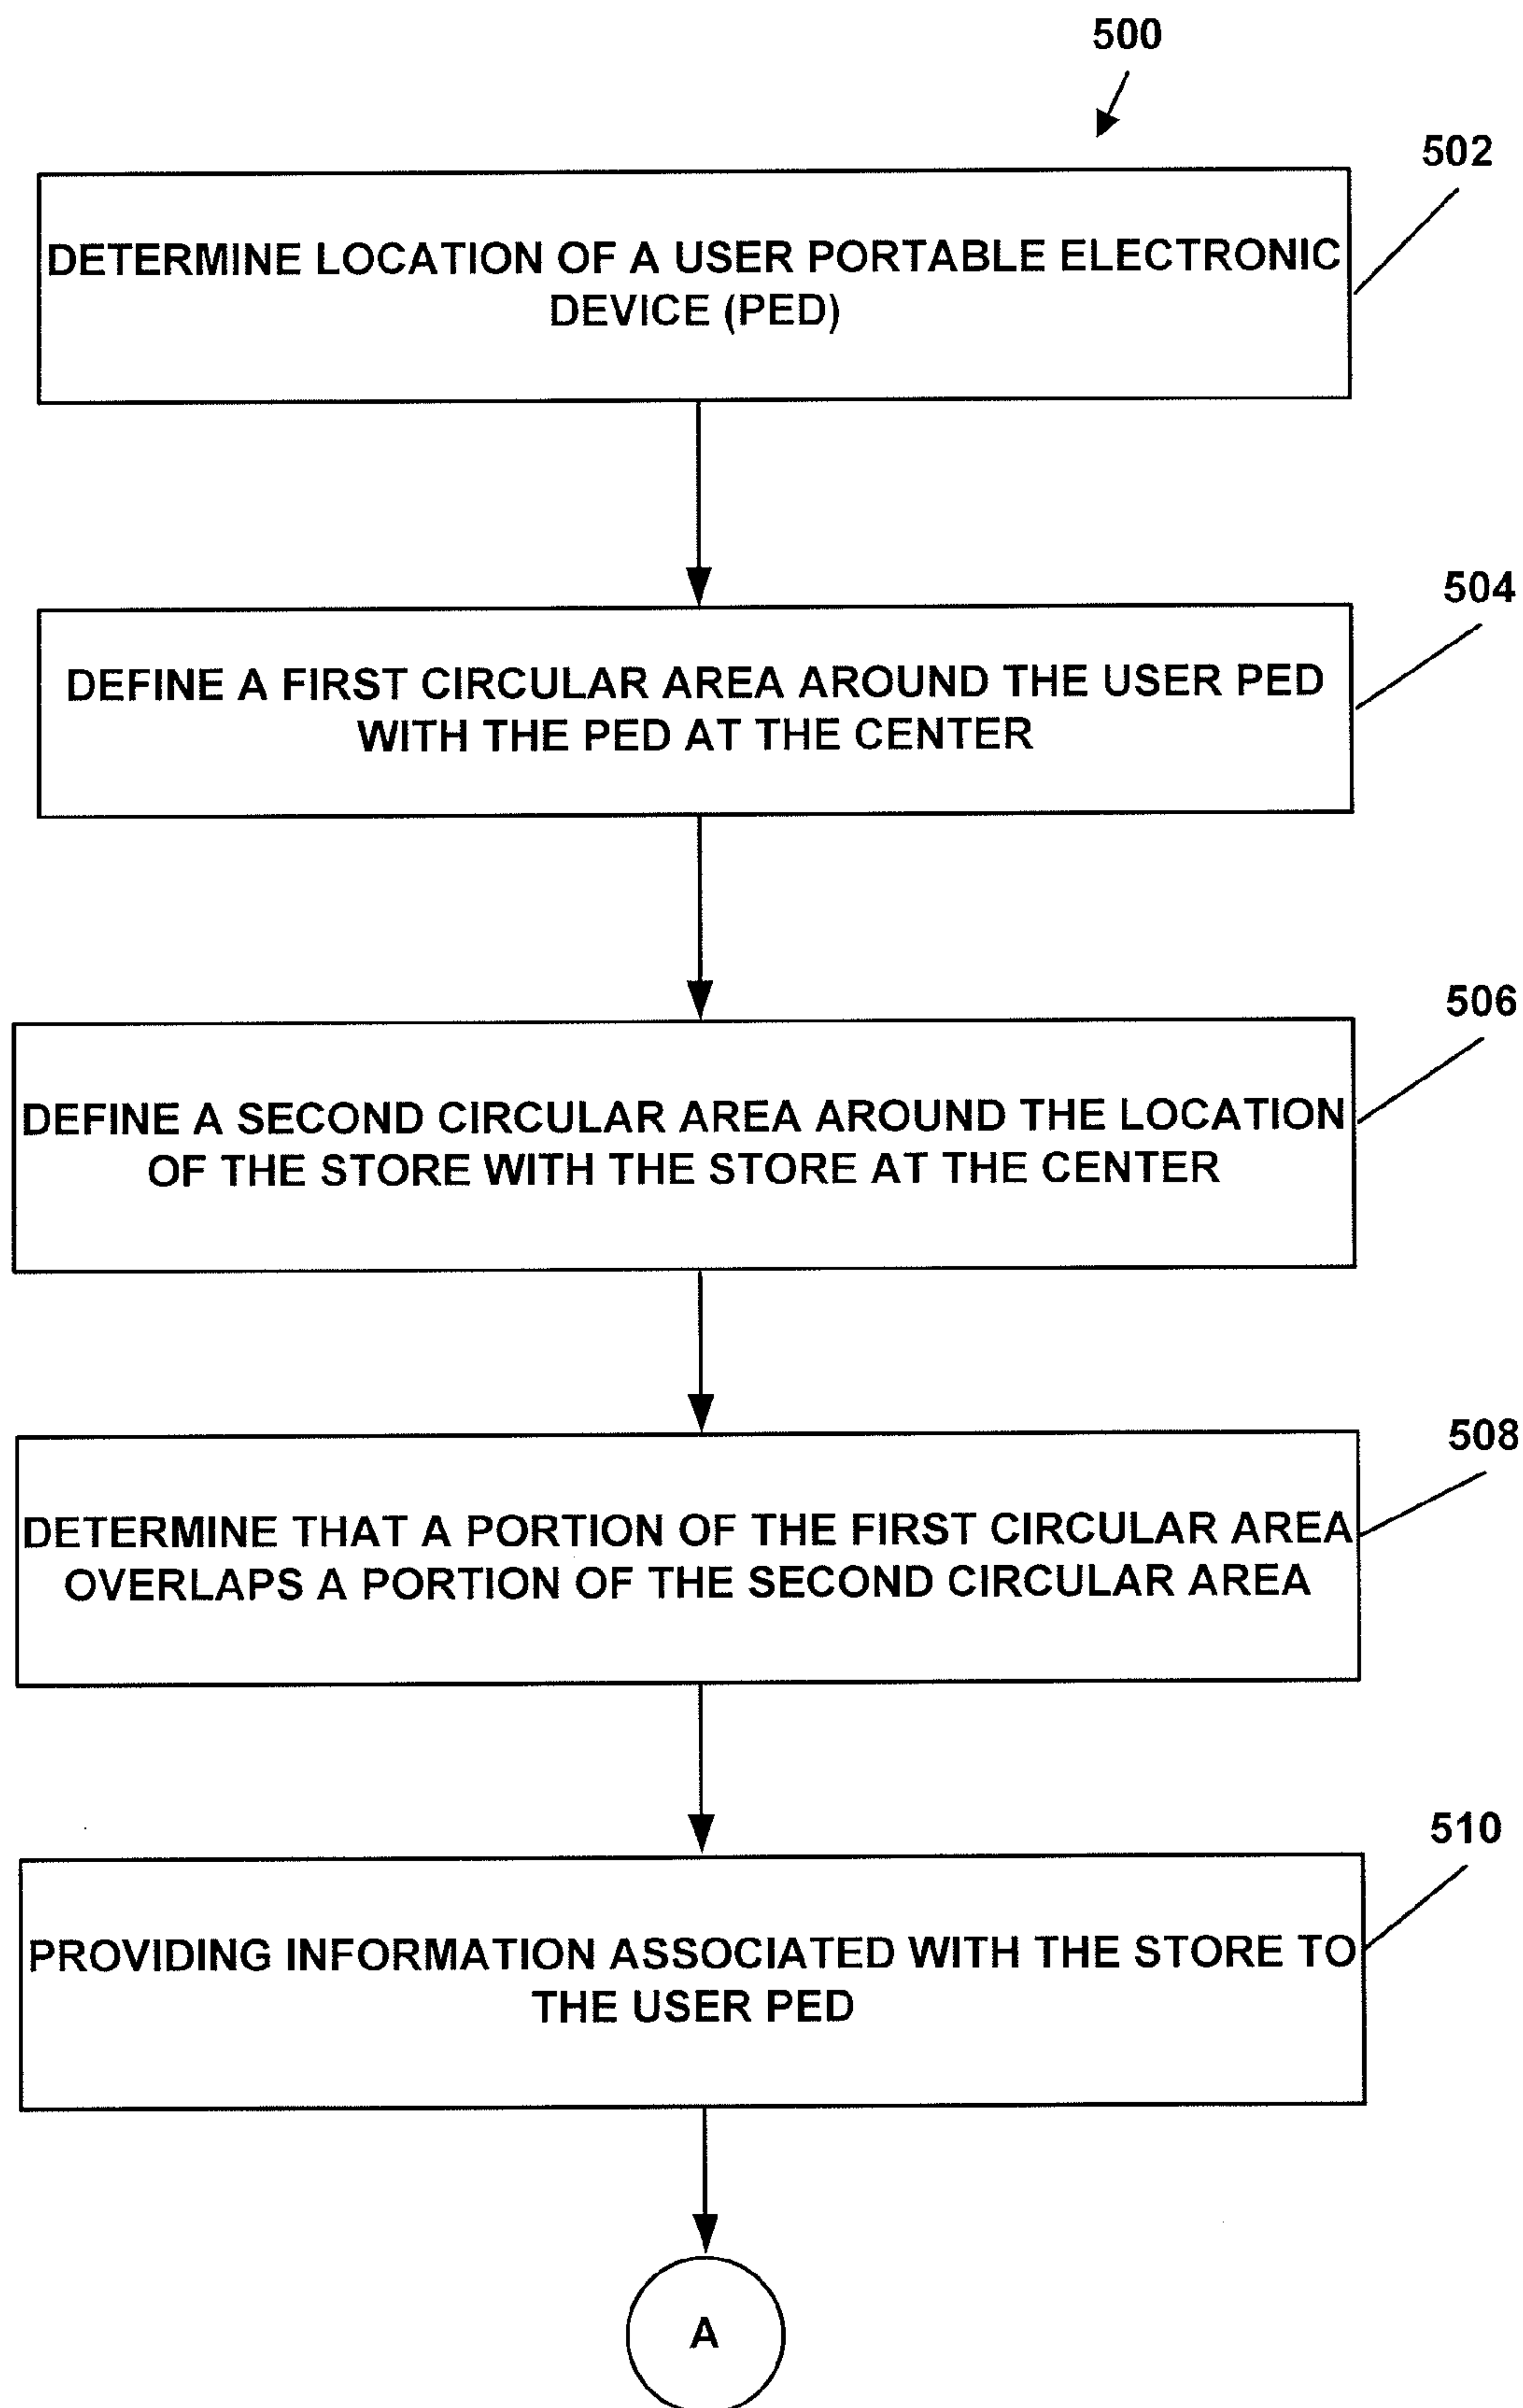 500
502
DETERMINE LOCATION OF A USER PORTABLE ELECTRONIC
DEVICE (PED)
504
DEFINE A FIRST CIRCULAR AREA AROUND THE USER PED
WITH THE PED AT THE CENTER
506
DEFINE A SECOND CIRCULAR AREA AROUND THE LOCATION
OF THE STORE WITH THE STORE AT THE CENTER
508
DETERMINE THAT A PORTION OF THE FIRST CIRCULAR AREA
OVERLAPS A PORTION OF THE SECOND CIRCULAR AREA
510
PROVIDING INFORMATION ASSOCIATED WITH THE STORE TO
THE USER PED
A